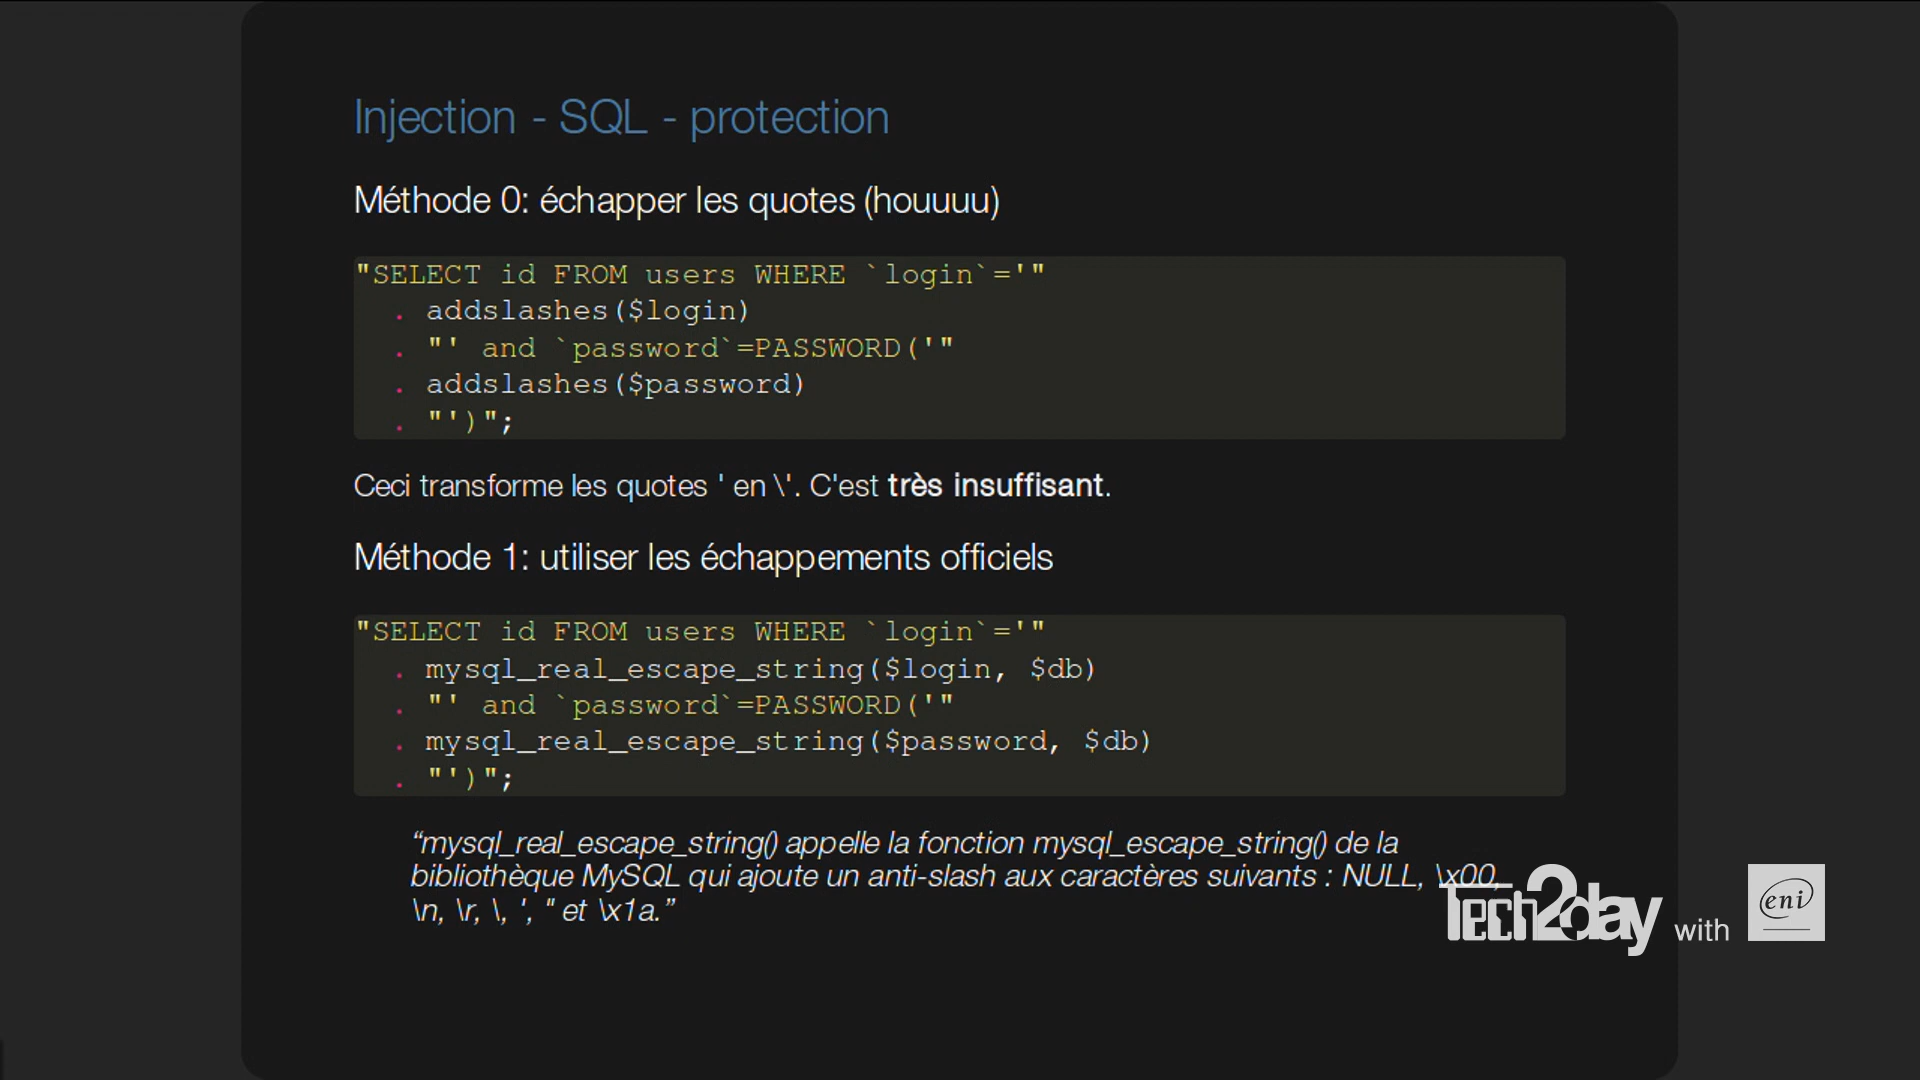 Injection - SQL - protection
Méthode 0: échapper les quotes (houuuu)
"SELECT id FROM users WHERE `login`='"
. addslashes($login)
. "' and `password`=PASSWORD('"
. addslashes($password)
. "')";
Ceci transforme les quotes ' en \'. C'est très insuffisant.
Méthode 1: utiliser les échappements officiels
"SELECT id FROM users WHERE `login`='"
. mysql_real_escape_string($login, $db)
. "' and `password`=PASSWORD('"
. mysql_real_escape_string($password, $db)
. "')";
“mysql_real_escape_string() appelle la fonction mysql_escape_string() de la
bibliothèque MySQL qui ajoute un anti-slash aux caractères suivants : NULL, \x00,
\n, \r, \, ', " et \x1a.”
Tech2day with eni